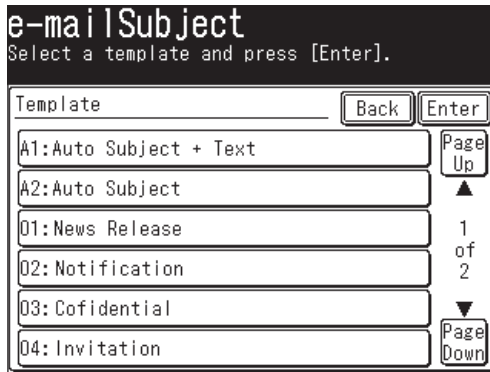 e-mailSubject
Select a template and press [Enter].
Template
Back
Enter
A1:Auto Subject + Text
A2:Auto Subject
01:News Release
02:Notification
03:Cofidential
04:Invitation
Page
Up
1
of
2
Page
Down